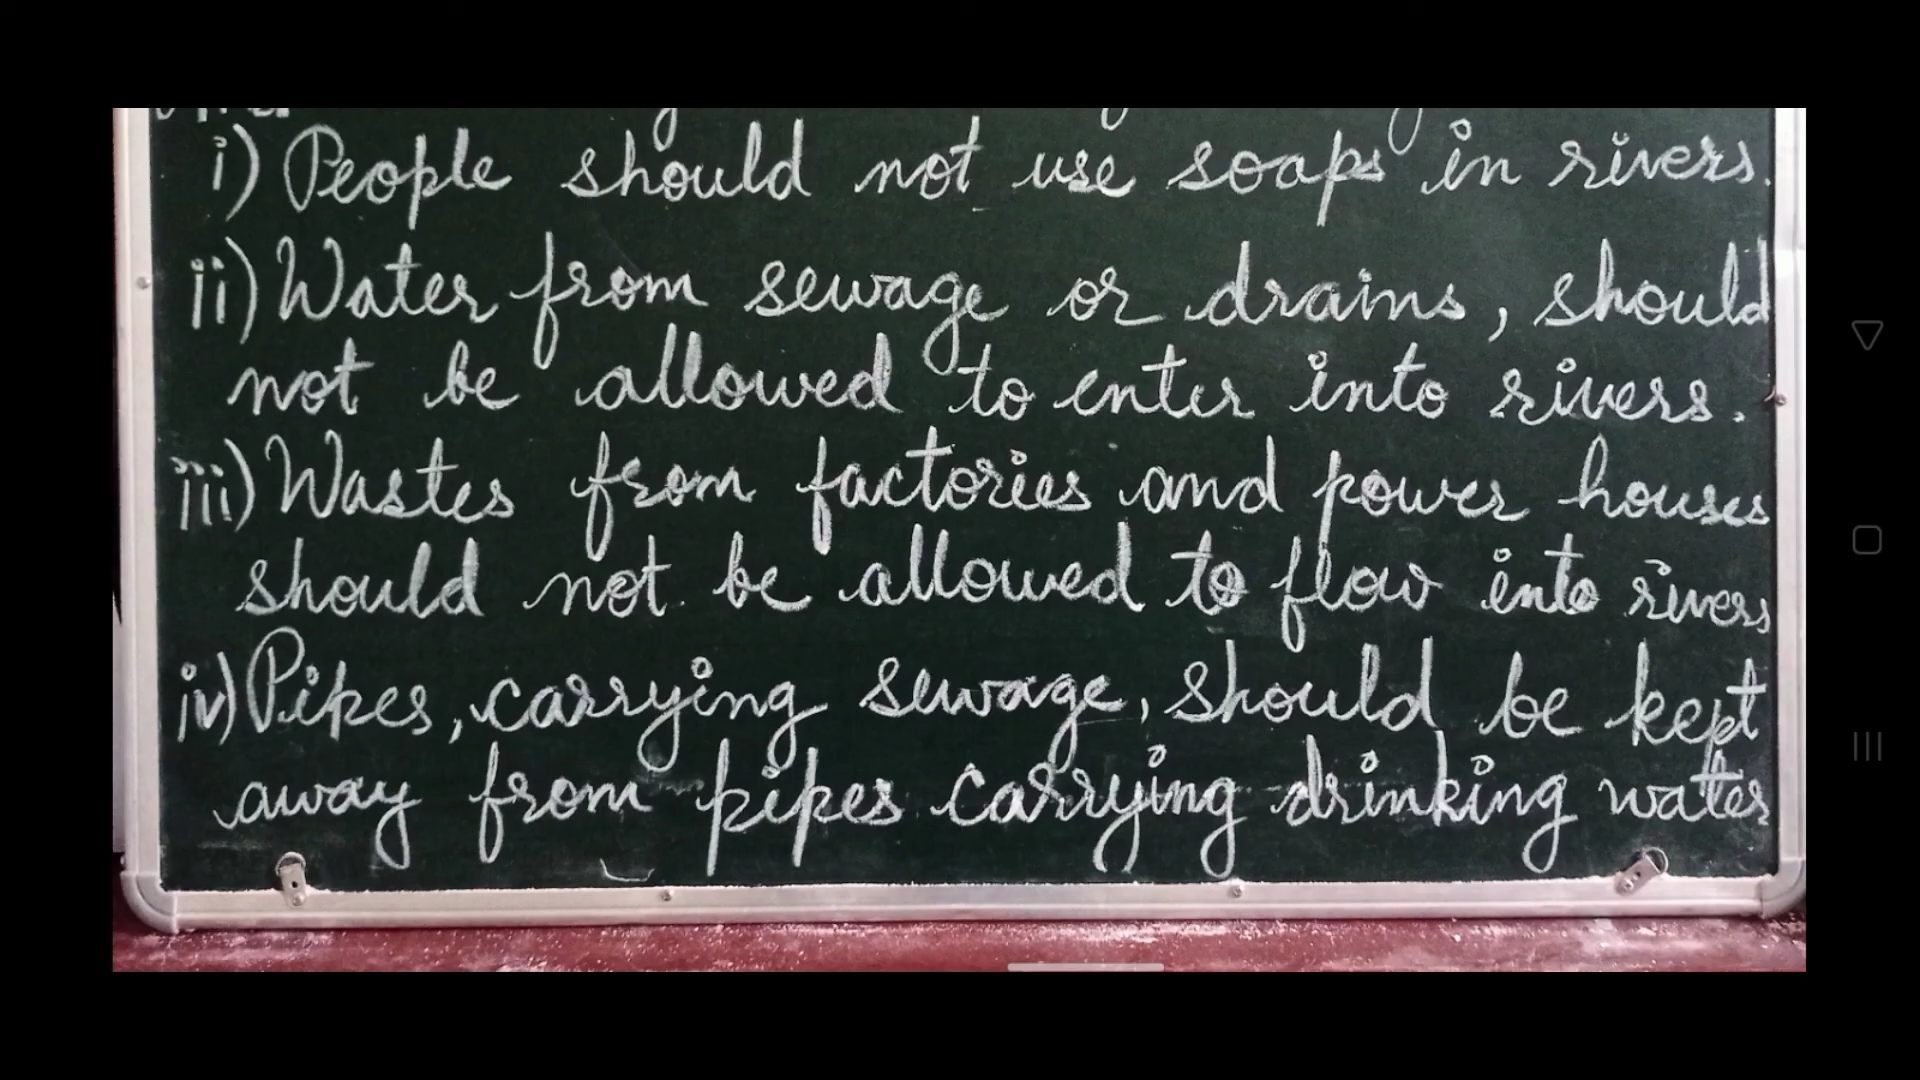 i) People should not use soaps in rivers.
ii) Water from sewage or drains, should
not be allowed to enter into rivers.
iii) Wastes from factories and power houses
should not be allowed to flow into rivers
iv) Pipes, carrying sewage, should be kept
away from pipes carrying drinking water